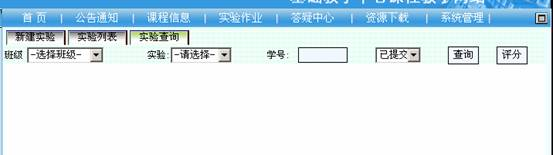 首 页 | 公告通知 | 课程信息 | 实验作业 | 答疑中心 | 资源下载 | 系统管理 |
新建实验 实验列表 实验查询
班级 -选择班级- 实验: -请选择- 学号: 已提交 查询 评分